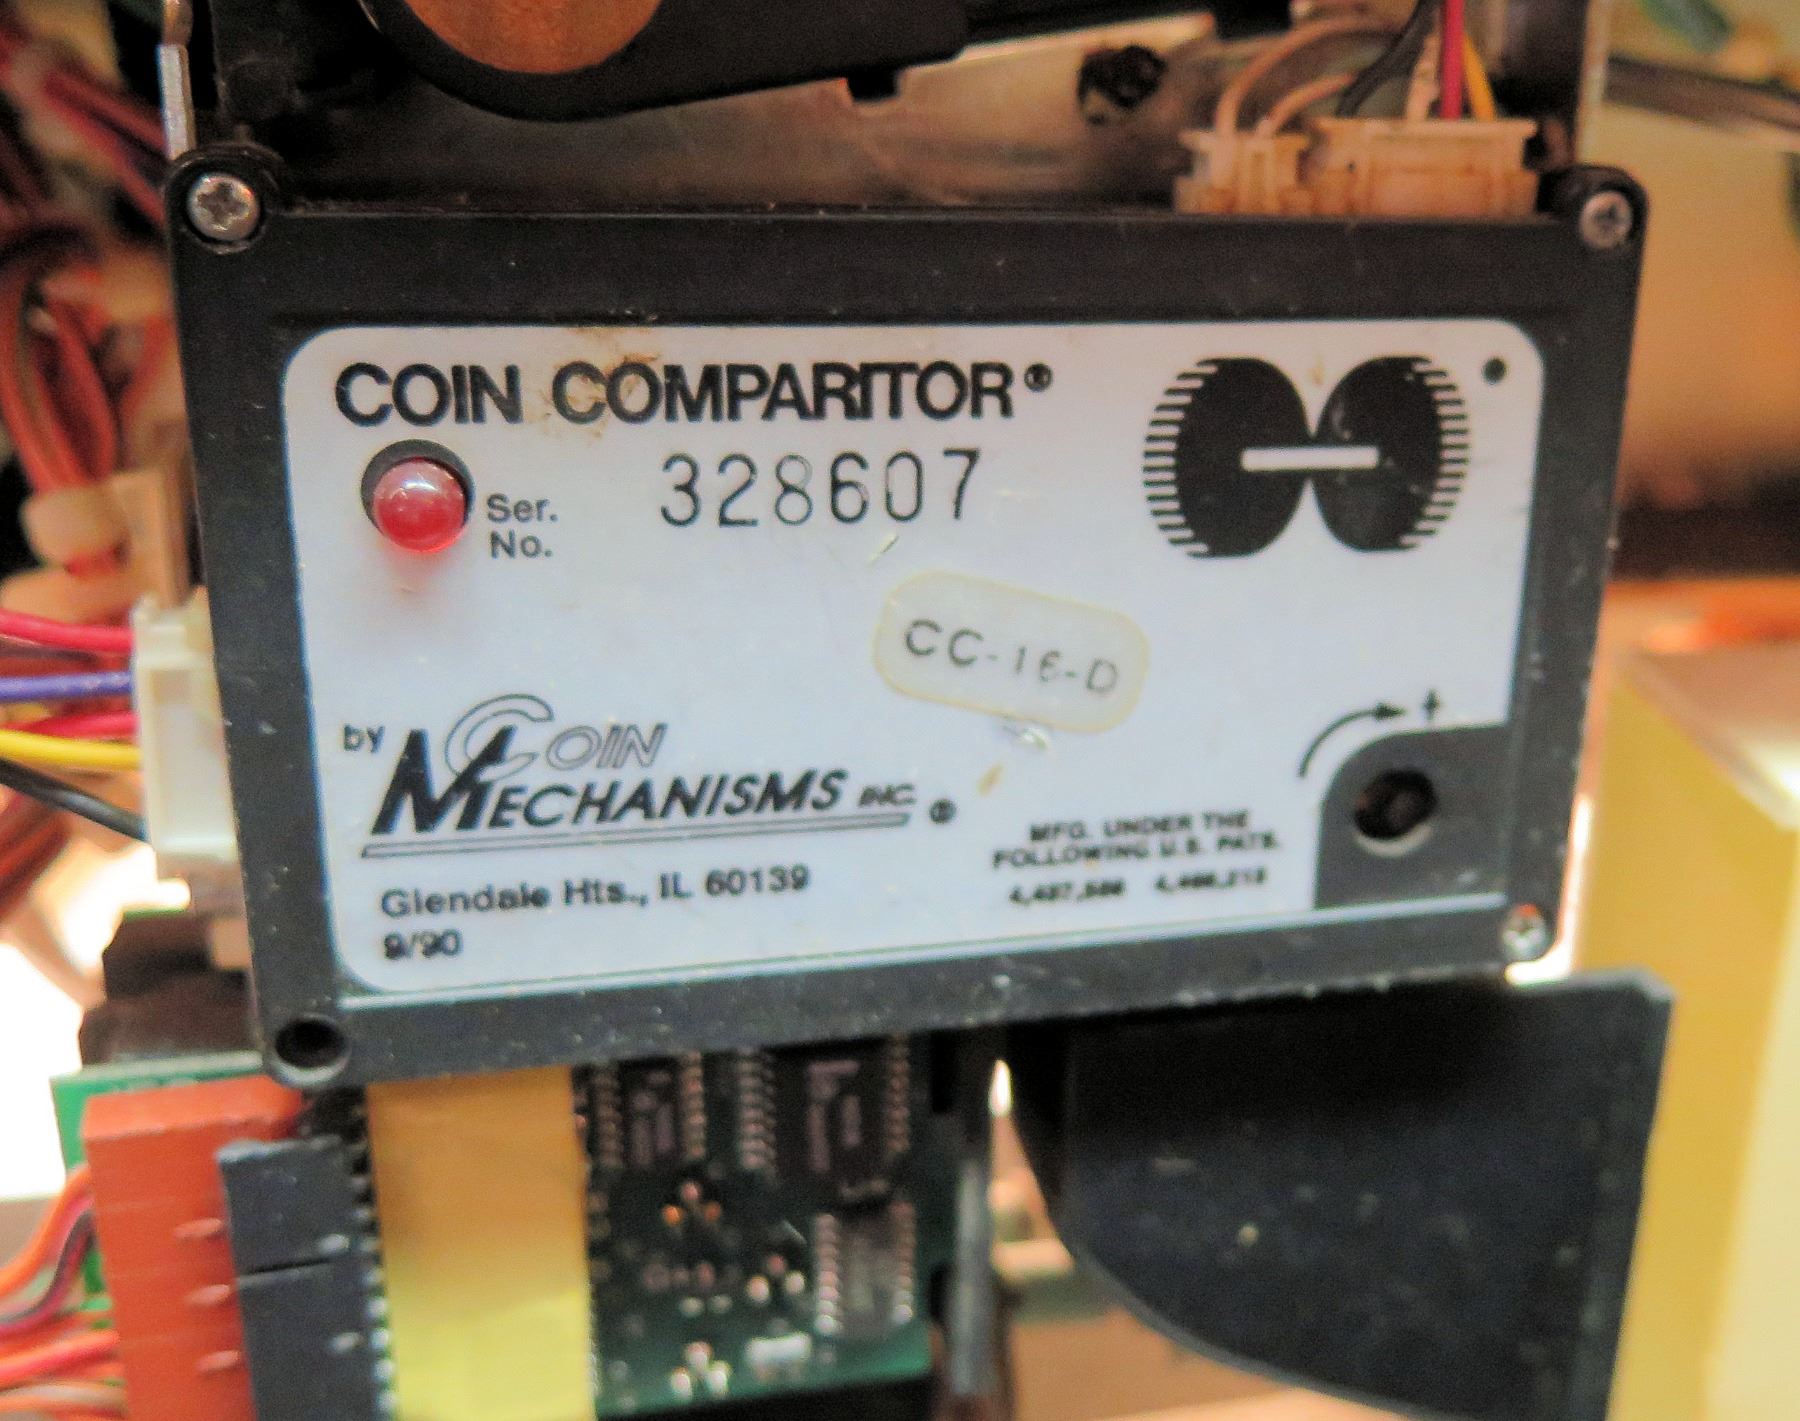 COIN COMPARITOR®
Ser. No. 328607
CC-16-D
by COIN MECHANISMS INC ®
Glendale Hts., IL 60139
9/90
+
MFG. UNDER THE
FOLLOWING U.S. PATS.